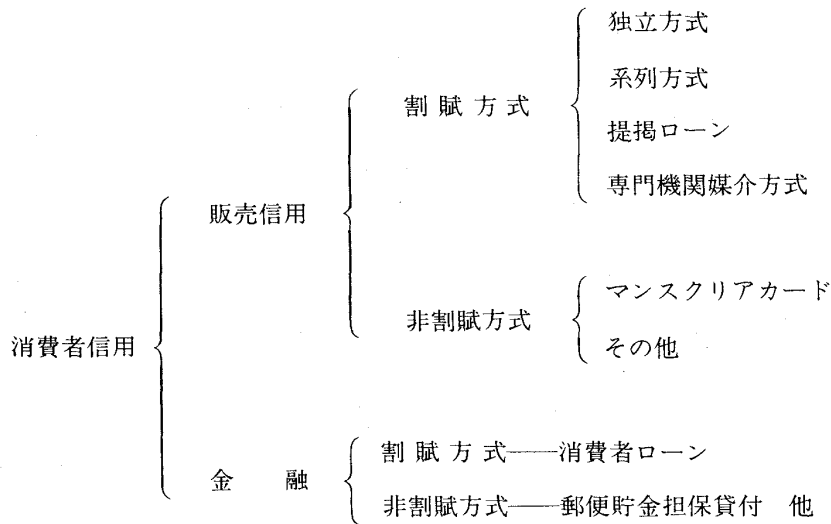 独立方式
系列方式
割賦方式
提掲ローン
専門機関媒介方式
販売信用
マンスクリアカード
非割賦方式
その他
消費者信用
割賦方式――消費者ローン
金融
非割賦方式――郵便貯金担保貸付 他